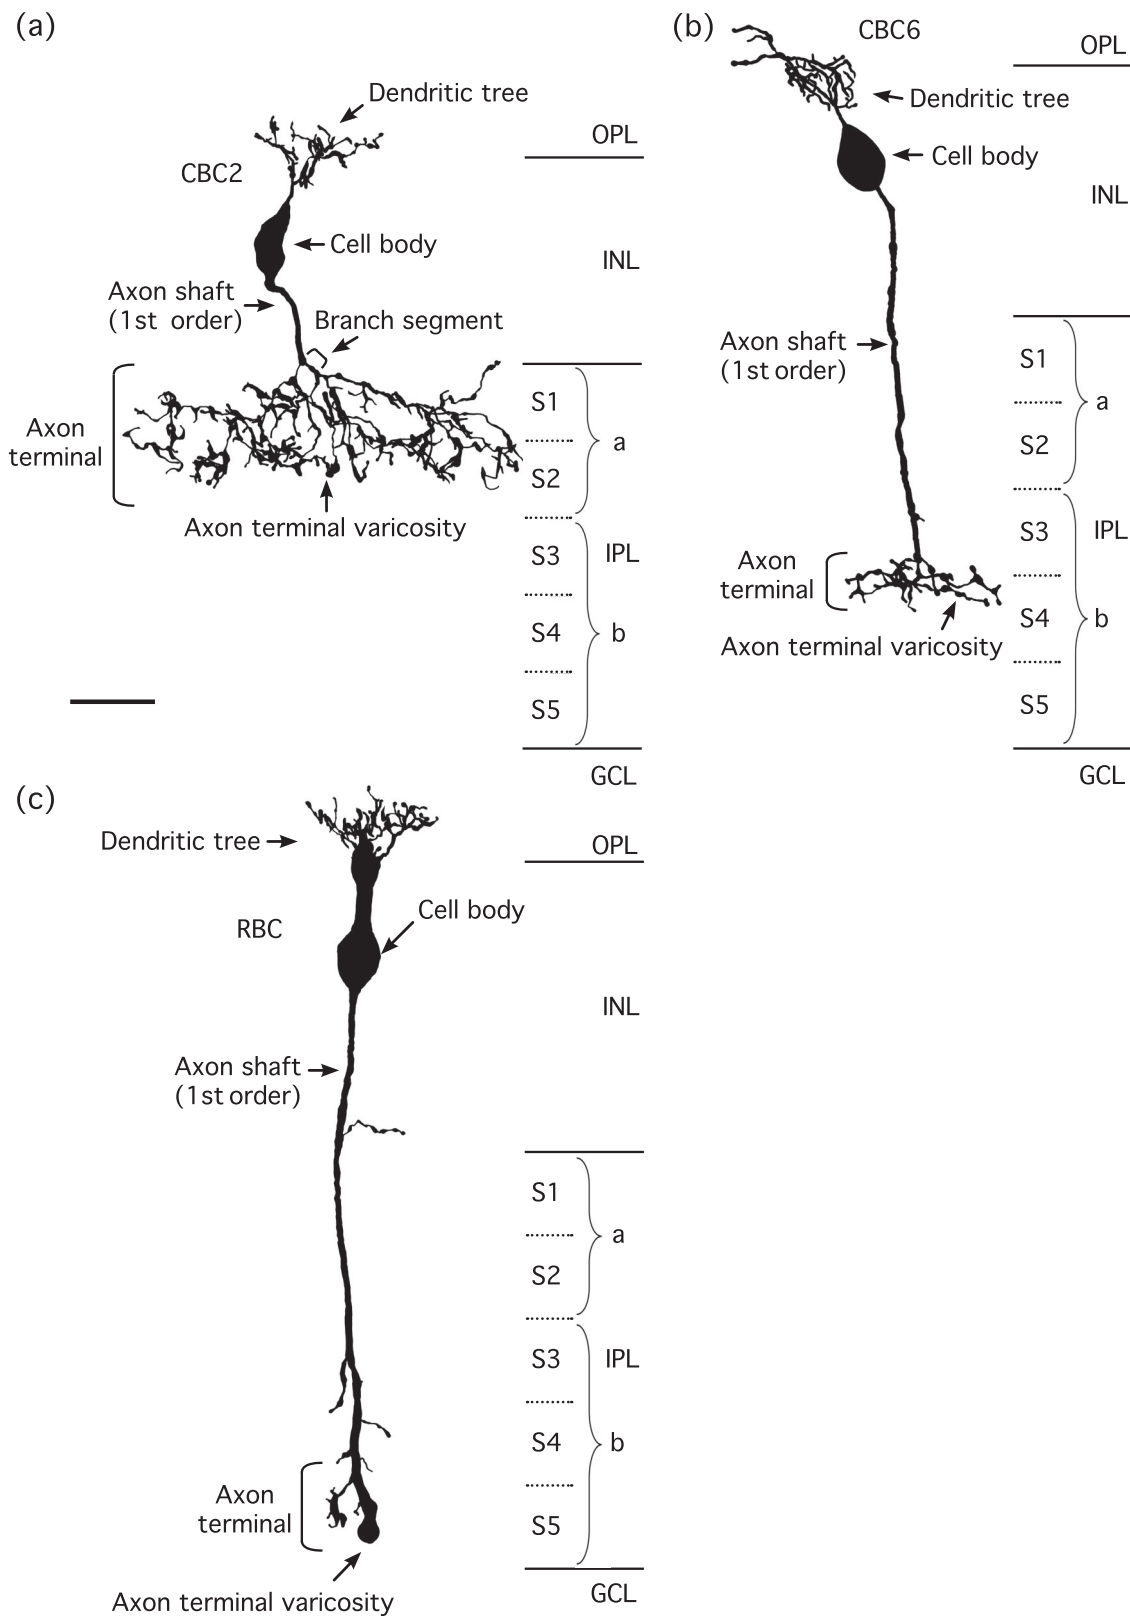 (a)
Dendritic tree
OPL
CBC2
Cell body
INL
Axon shaft
(1st order)
Branch segment
Axon
terminal
S1
a
S2
Axon terminal varicosity
S3
IPL
S4
b
S5
GCL
(b)
CBC6
OPL
Dendritic tree
Cell body
INL
Axon shaft
(1st order)
S1
a
S2
S3
IPL
Axon
terminal
S4
b
Axon terminal varicosity
S5
GCL
(c)
Dendritic tree
OPL
Cell body
RBC
INL
Axon shaft
(1st order)
S1
a
S2
S3
IPL
S4
b
Axon
terminal
S5
Axon terminal varicosity
GCL